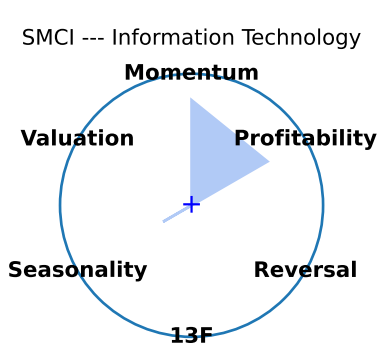 SMCI --- Information Technology
Momentum
Valuation
Profitability
Seasonality
Reversal
13F